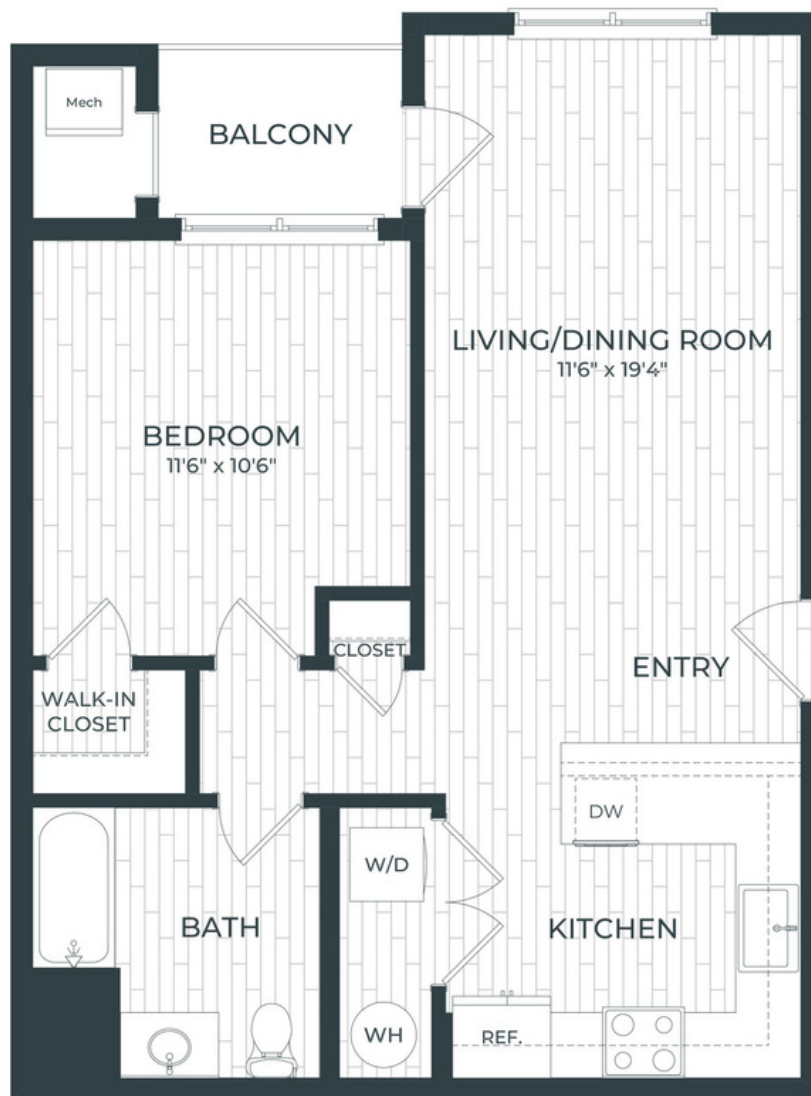 Mech
BALCONY
LIVING/DINING ROOM
11'6" x 19'4"
BEDROOM
11'6" x 10'6"
CLOSET
ENTRY
WALK-IN
CLOSET
DW
W/D
BATH
KITCHEN
WH
REF.